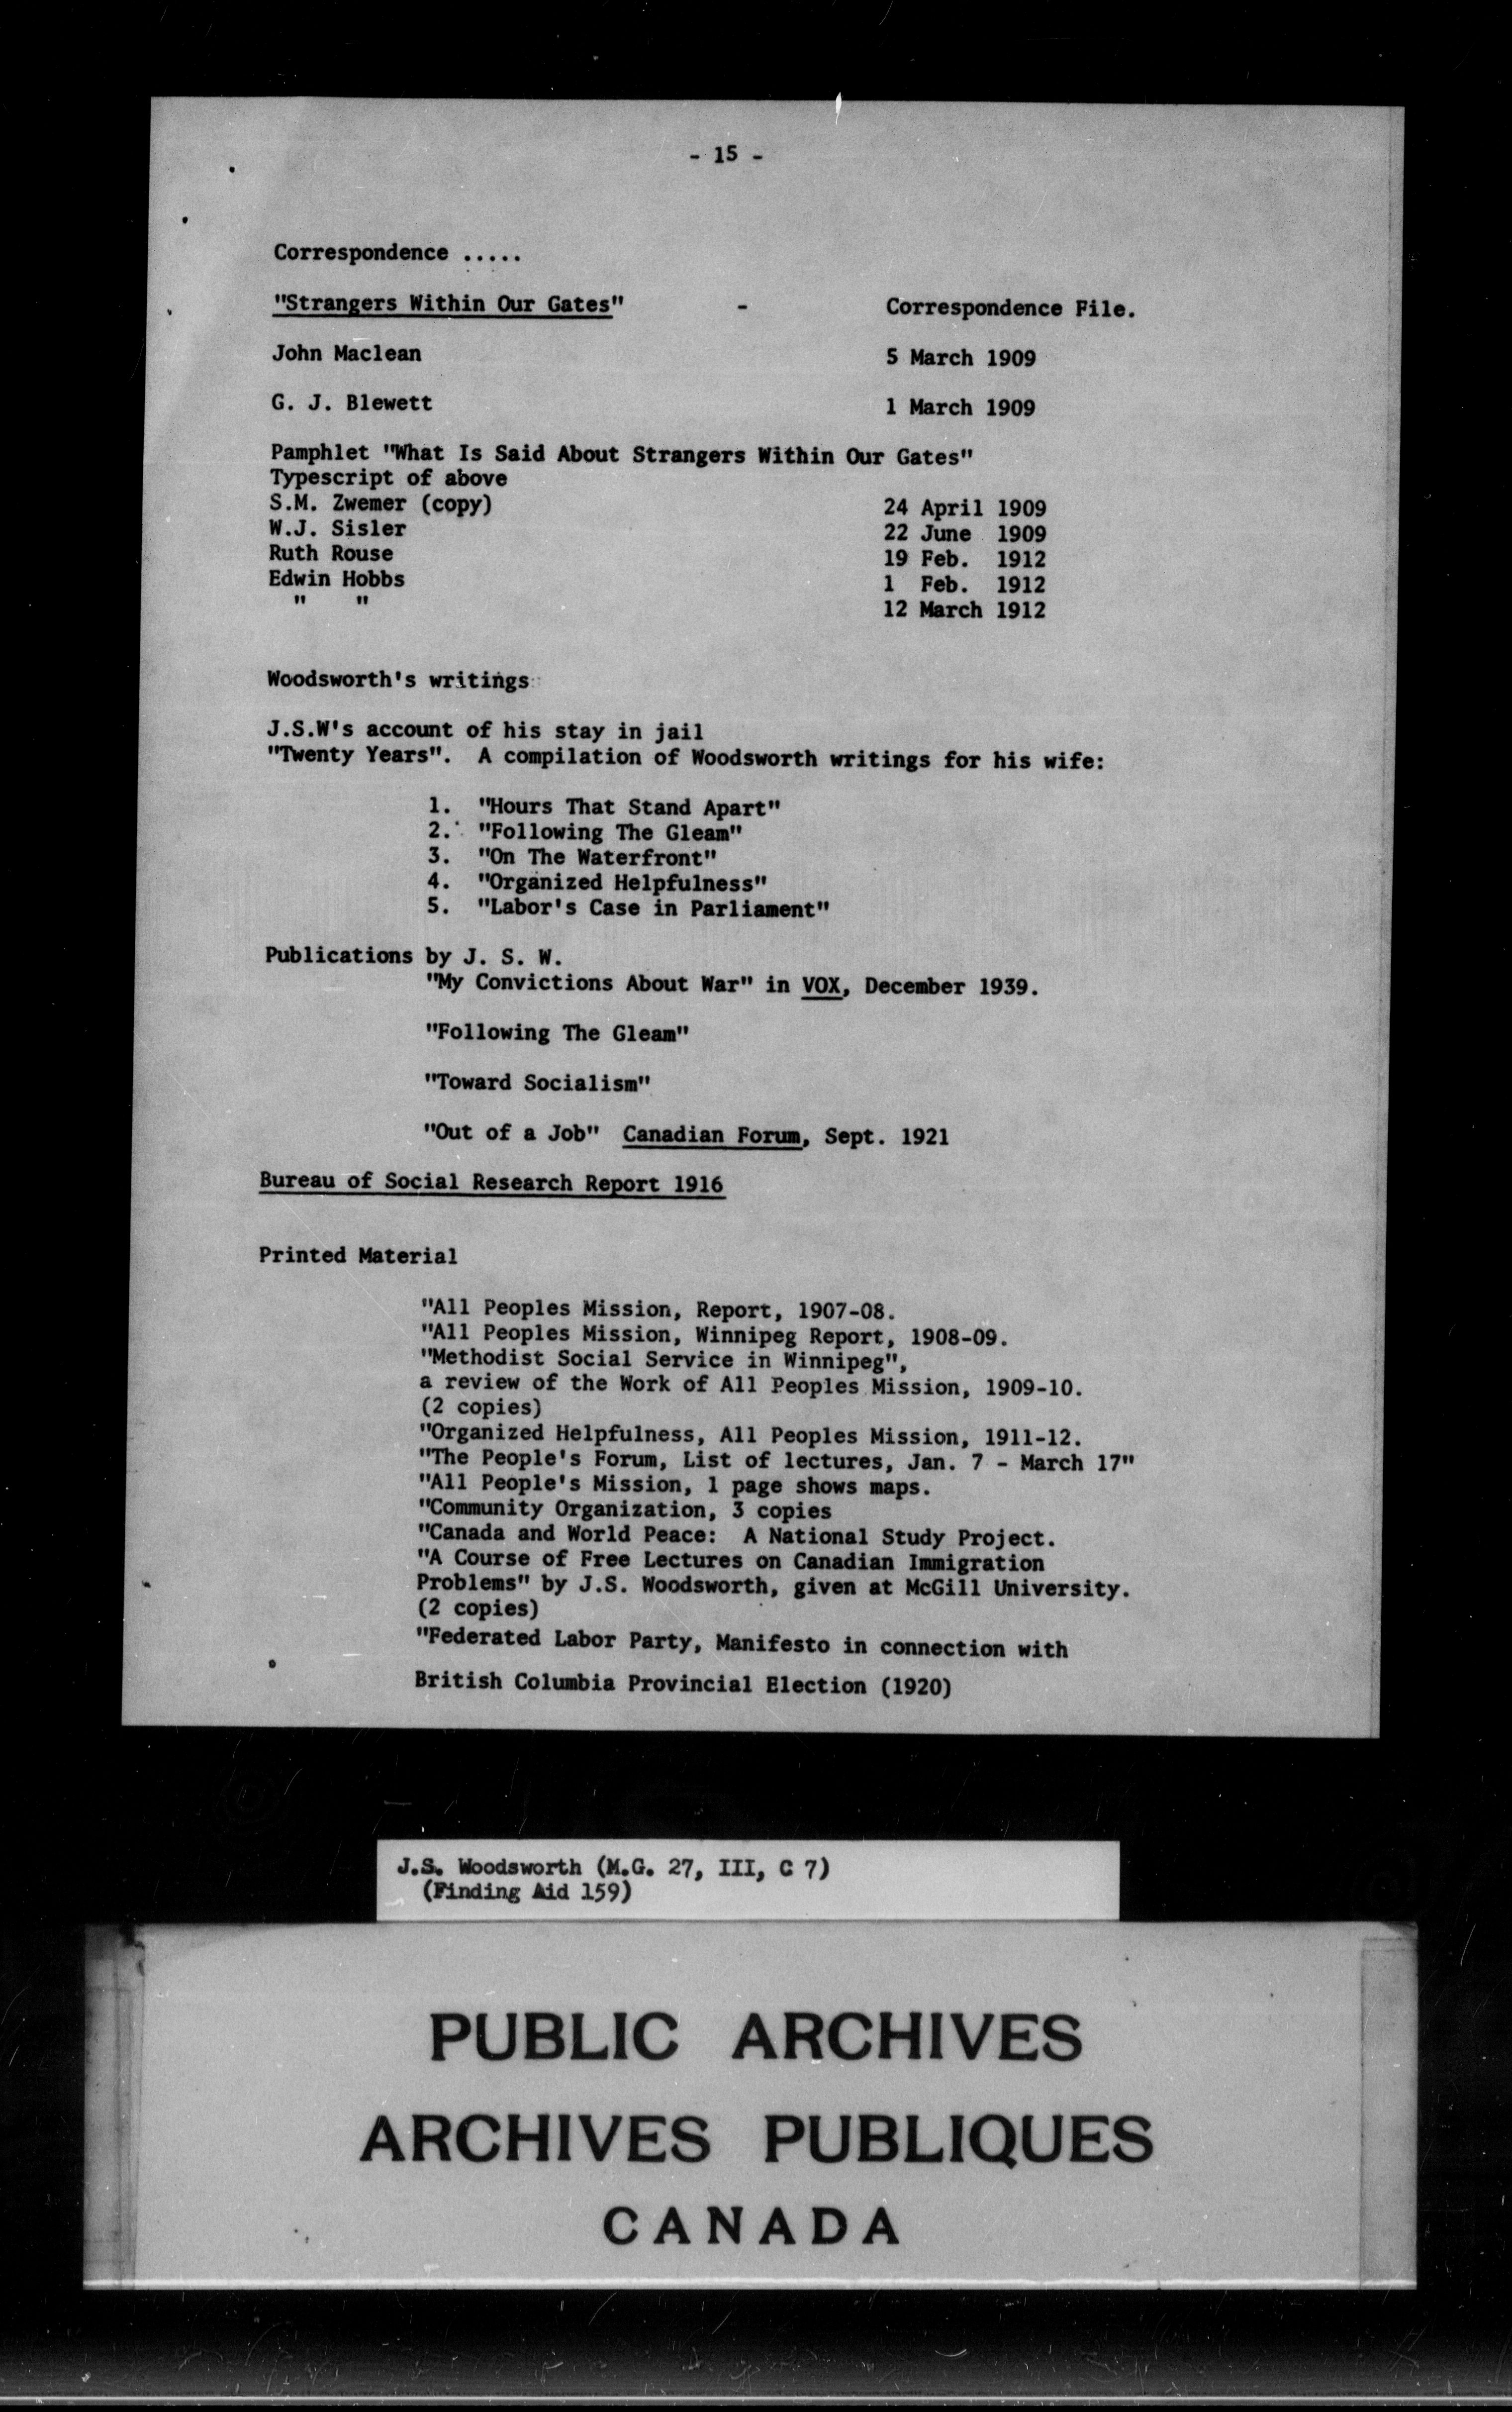 - 15 -
Correspondence .....
"Strangers Within Our Gates" - Correspondence File.
John Maclean 5 March 1909
G. J. Blewett 1 March 1909
Pamphlet "What Is Said About Strangers Within Our Gates"
Typescript of above
S.M. Zwemer (copy) 24 April 1909
W.J. Sisler 22 June 1909
Ruth Rouse 19 Feb. 1912
Edwin Hobbs 1 Feb. 1912
" " 12 March 1912
Woodsworth's writings
J.S.W's account of his stay in jail
"Twenty Years". A compilation of Woodsworth writings for his wife:
1. "Hours That Stand Apart"
2. "Following The Gleam"
3. "On The Waterfront"
4. "Organized Helpfulness"
5. "Labor's Case in Parliament"
Publications by J. S. W.
"My Convictions About War" in VOX, December 1939.
"Following The Gleam"
"Toward Socialism"
"Out of a Job" Canadian Forum, Sept. 1921
Bureau of Social Research Report 1916
Printed Material
"All Peoples Mission, Report, 1907-08.
"All Peoples Mission, Winnipeg Report, 1908-09.
"Methodist Social Service in Winnipeg",
a review of the Work of All Peoples Mission, 1909-10.
(2 copies)
"Organized Helpfulness, All Peoples Mission, 1911-12.
"The People's Forum, List of lectures, Jan. 7 - March 17"
"All People's Mission, 1 page shows maps.
"Community Organization, 3 copies
"Canada and World Peace: A National Study Project.
"A Course of Free Lectures on Canadian Immigration
Problems" by J.S. Woodsworth, given at McGill University.
(2 copies)
"Federated Labor Party, Manifesto in connection with
British Columbia Provincial Election (1920)
J.S. Woodsworth (M.G. 27, III, C 7)
(Finding Aid 159)
PUBLIC ARCHIVES
ARCHIVES PUBLIQUES
CANADA